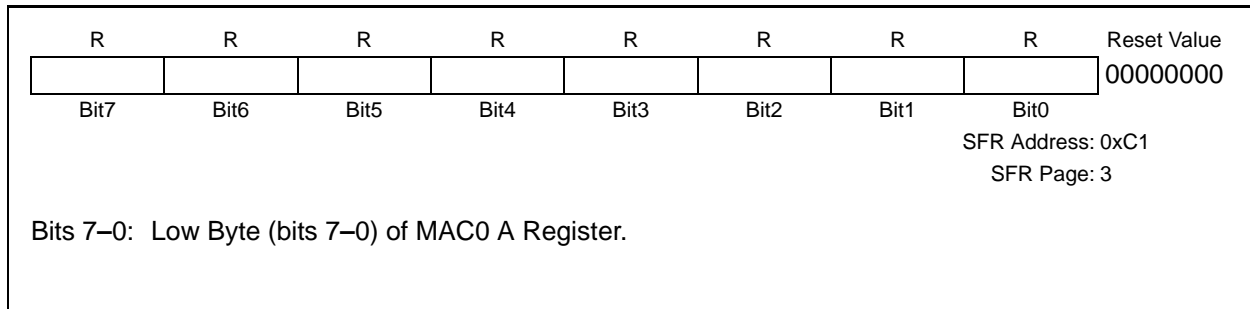 R R R R R R R R Reset Value
00000000
Bit7 Bit6 Bit5 Bit4 Bit3 Bit2 Bit1 Bit0
SFR Address: 0xC1
SFR Page: 3
Bits 7–0: Low Byte (bits 7–0) of MAC0 A Register.